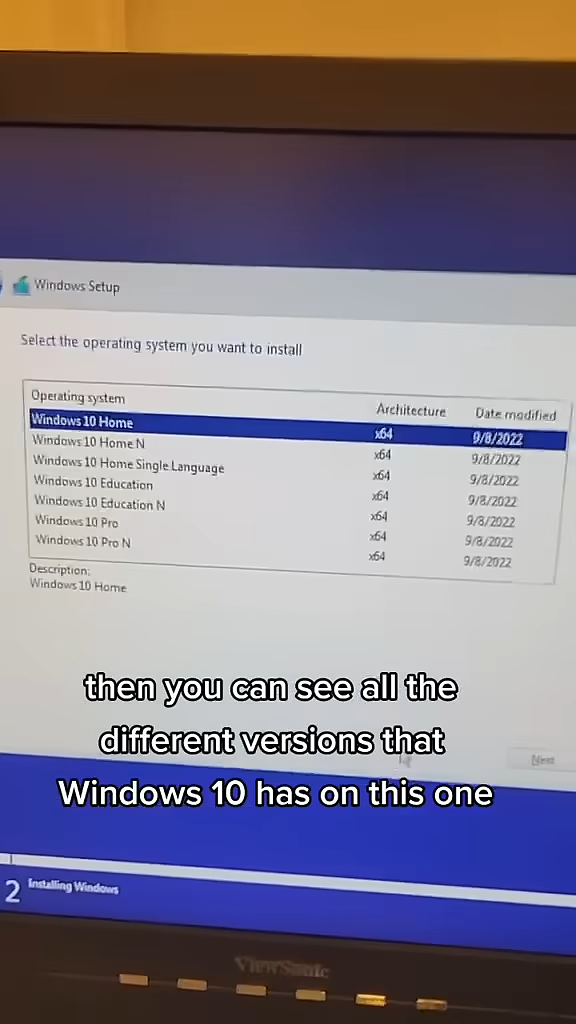 Windows Setup
Select the operating system you want to install
Operating system Architecture Date modified
Windows 10 Home x64 9/8/2022
Windows 10 Home N x64 9/8/2022
Windows 10 Home Single Language x64 9/8/2022
Windows 10 Education x64 9/8/2022
Windows 10 Education N x64 9/8/2022
Windows 10 Pro x64 9/8/2022
Windows 10 Pro N x64 9/8/2022
Description:
Windows 10 Home
then you can see all the
different versions that
Windows 10 has on this one
Next
2 Installing Windows
ViewSonic